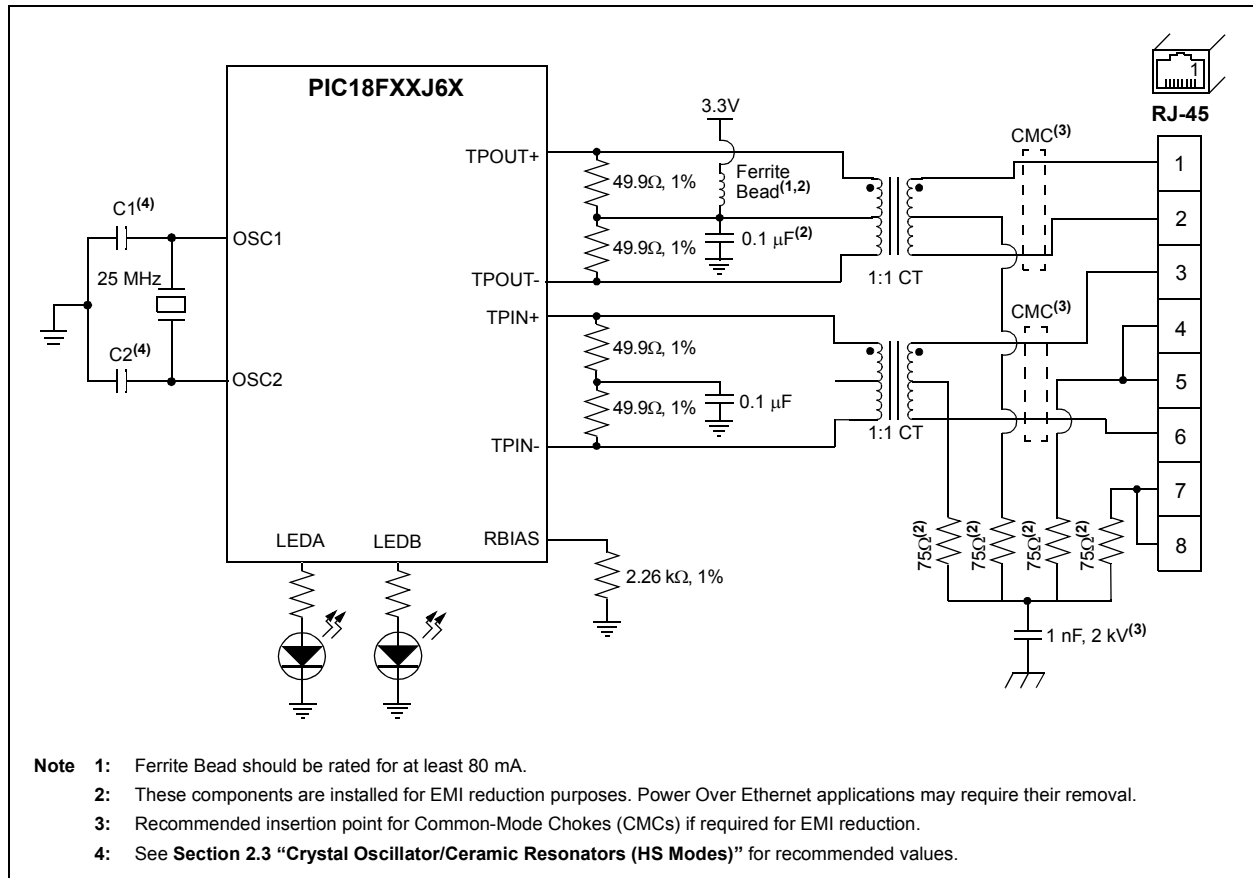 PIC18FXXJ6X
1
RJ-45
3.3V
CMC(3)
TPOUT+
1
49.9Ω, 1%
Ferrite
Bead(1,2)
C1(4)
2
OSC1
0.1 μF(2)
49.9Ω, 1%
3
25 MHz
TPOUT-
1:1 CT
TPIN+
CMC(3)
4
49.9Ω, 1%
C2(4)
OSC2
5
0.1 μF
49.9Ω, 1%
6
TPIN-
1:1 CT
7
75Ω(2)
75Ω(2)
75Ω(2)
75Ω(2)
LEDA
LEDB
RBIAS
8
2.26 kΩ, 1%
1 nF, 2 kV(3)
Note 1: Ferrite Bead should be rated for at least 80 mA.
2: These components are installed for EMI reduction purposes. Power Over Ethernet applications may require their removal.
3: Recommended insertion point for Common-Mode Chokes (CMCs) if required for EMI reduction.
4: See Section 2.3 “Crystal Oscillator/Ceramic Resonators (HS Modes)” for recommended values.